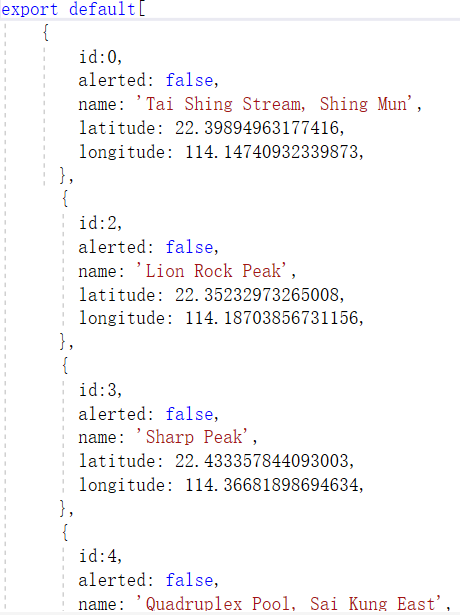 export default[
{
id:0,
alerted: false,
name: 'Tai Shing Stream, Shing Mun',
latitude: 22.39894963177416,
longitude: 114.14740932339873,
},
{
id:2,
alerted: false,
name: 'Lion Rock Peak',
latitude: 22.35232973265008,
longitude: 114.18703856731156,
},
{
id:3,
alerted: false,
name: 'Sharp Peak',
latitude: 22.433357844093003,
longitude: 114.36681898694634,
},
{
id:4,
alerted: false,
name: 'Quadruplex Pool, Sai Kung East',